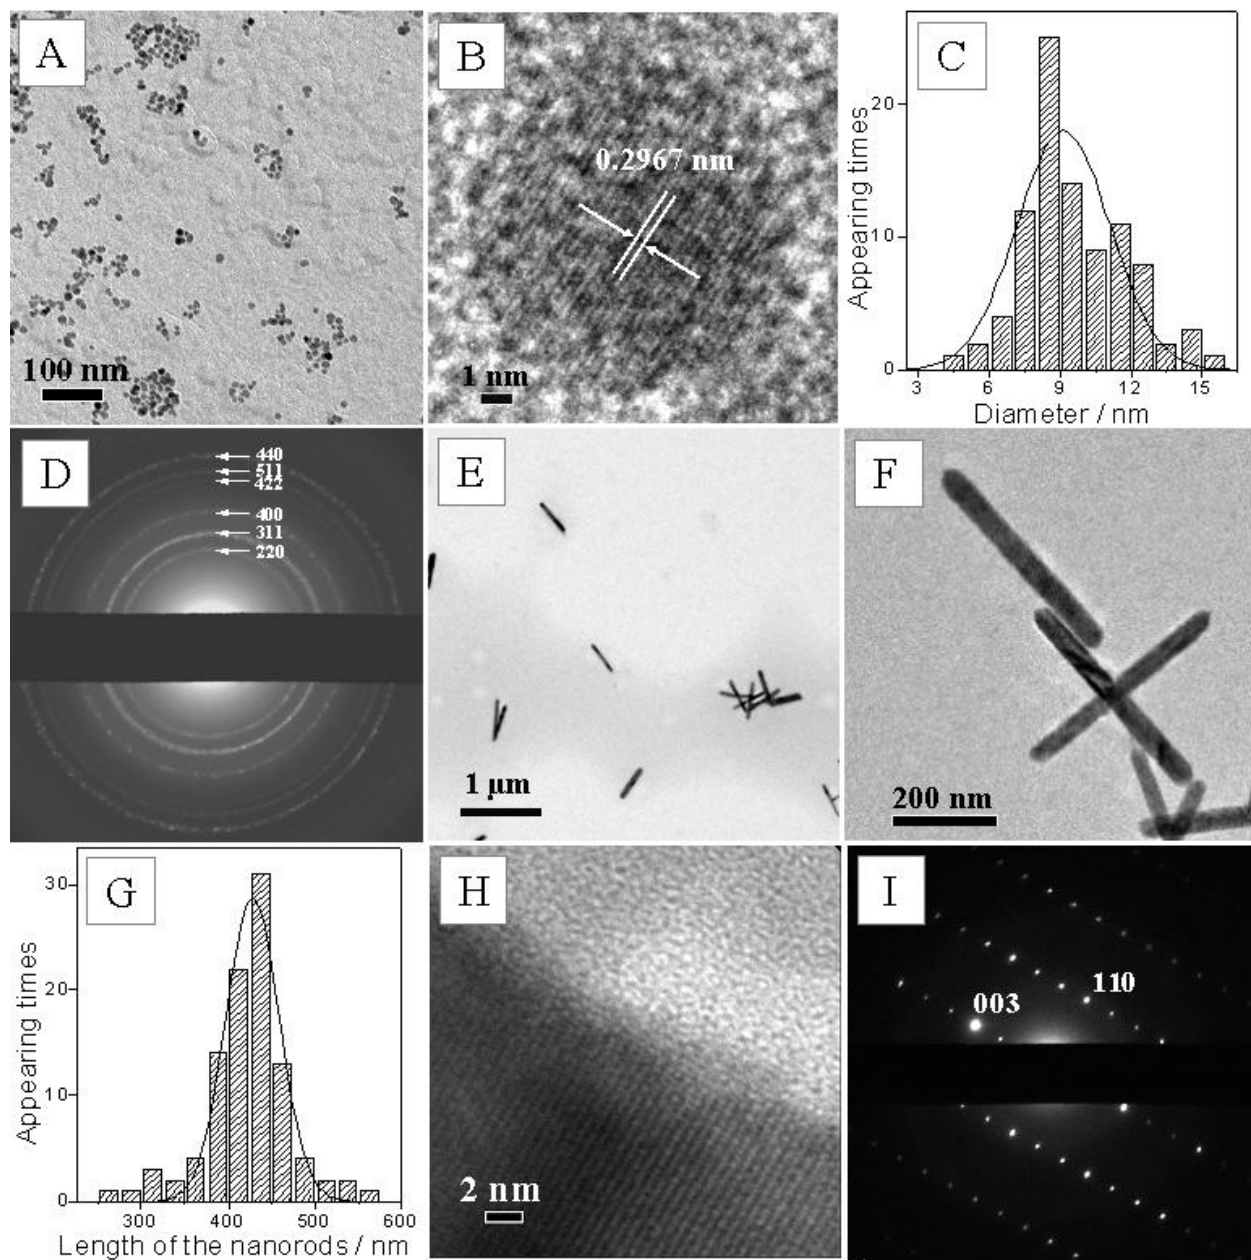 A
100 nm
B
0.2967 nm
1 nm
C
Appearing times
20
10
0
3 6 9 12 15
Diameter / nm
D
440
511
422
400
311
220
E
1 μm
F
200 nm
G
Appearing times
30
20
10
0
300 400 500 600
Length of the nanorods / nm
H
2 nm
I
003
110